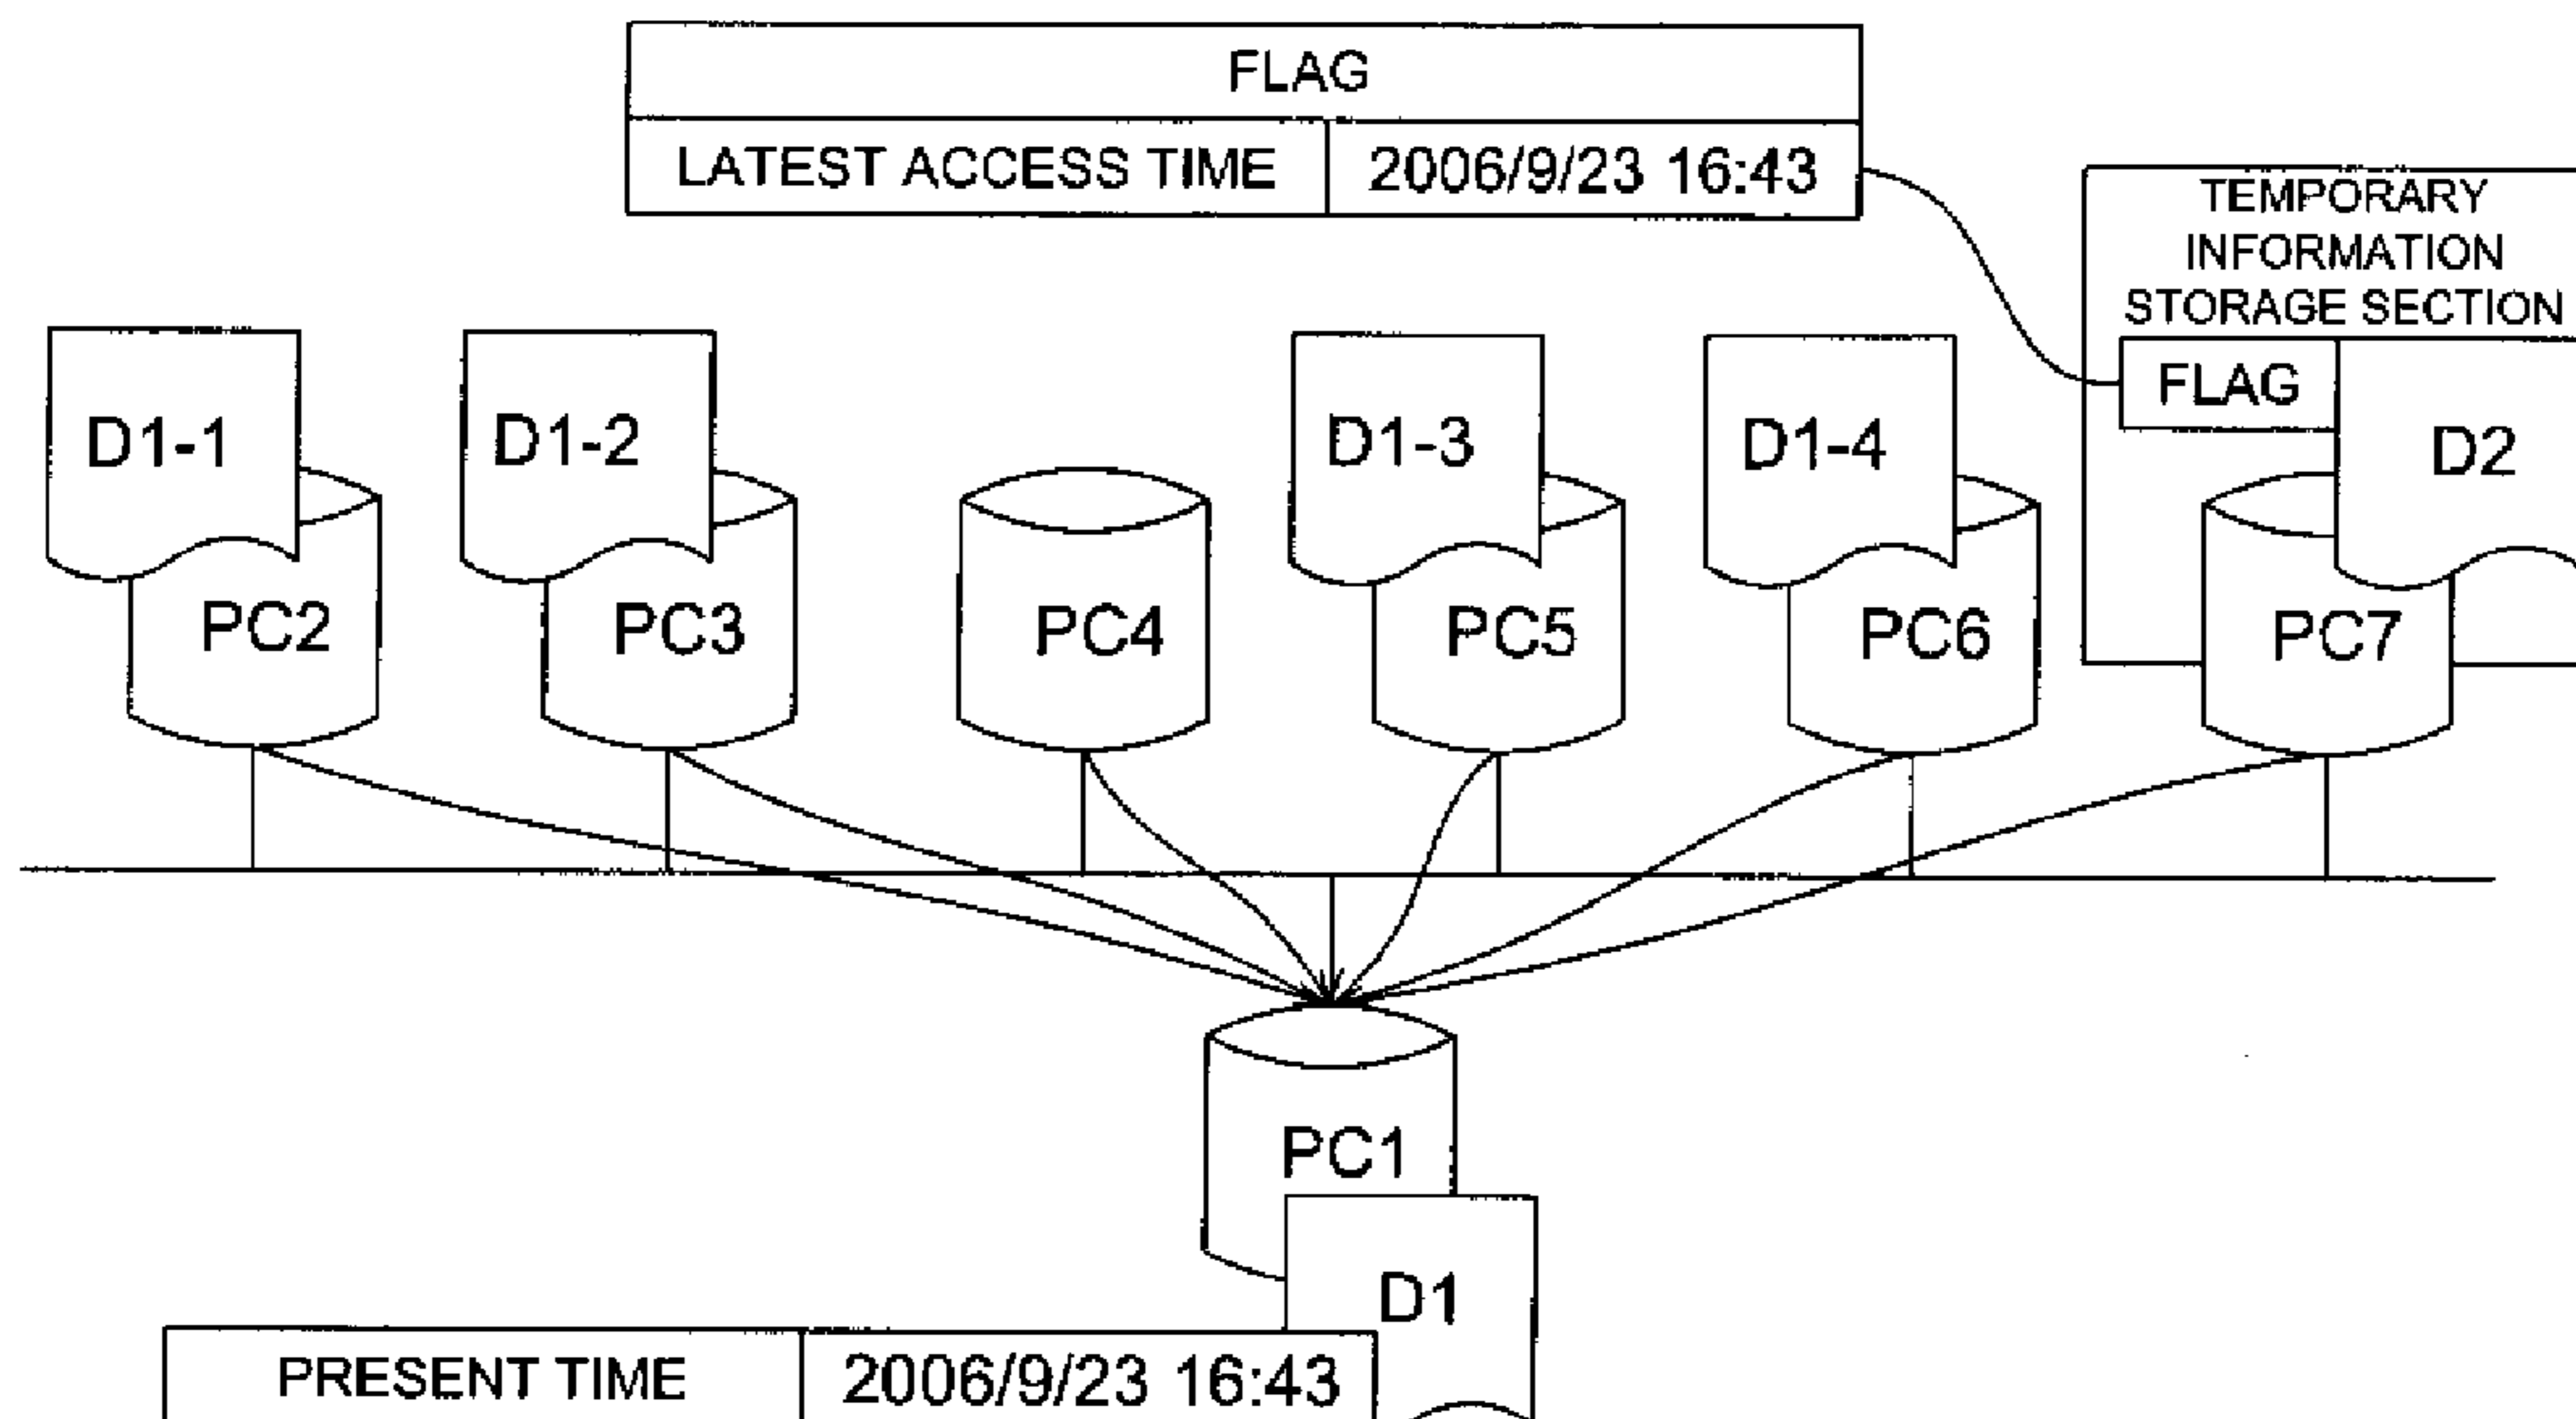 FLAG
LATEST ACCESS TIME 2006/9/23 16:43
TEMPORARY
INFORMATION
STORAGE SECTION
FLAG
D1-1
D1-2
D1-3
D1-4
D2
PC2
PC3
PC4
PC5
PC6
PC7
PC1
D1
PRESENT TIME 2006/9/23 16:43